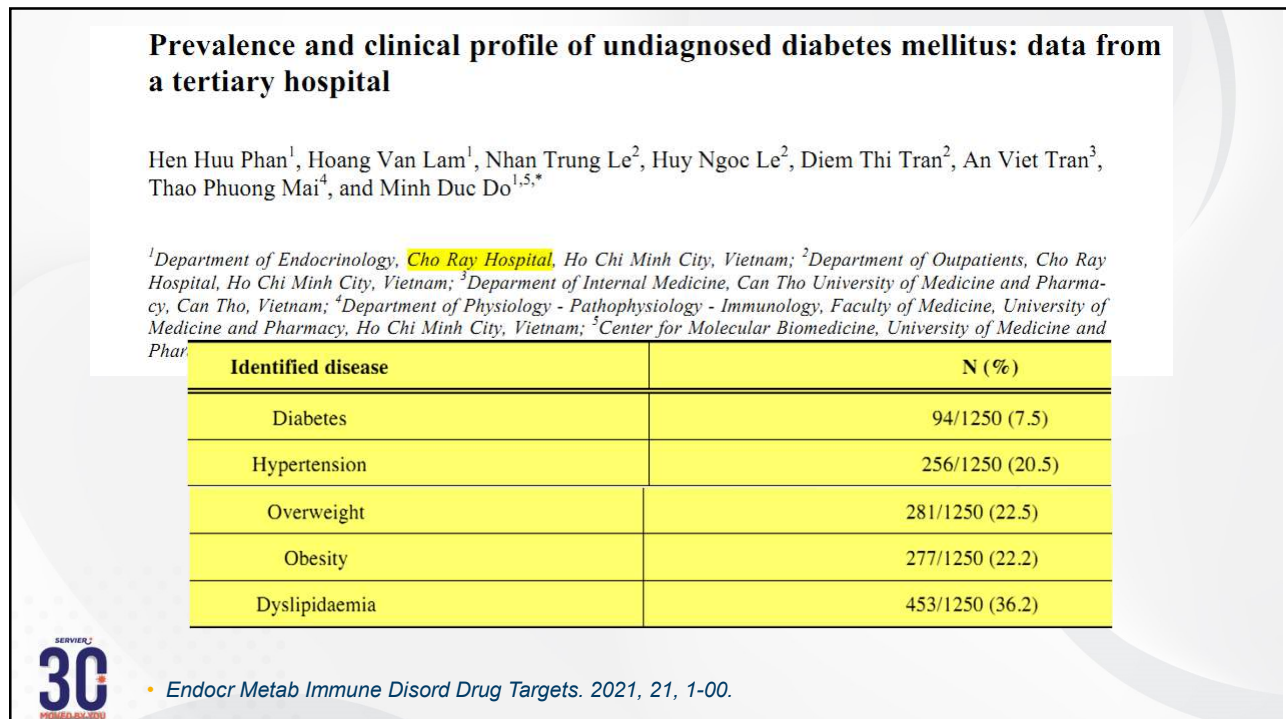 Prevalence and clinical profile of undiagnosed diabetes mellitus: data from
a tertiary hospital
Hen Huu Phan1, Hoang Van Lam1, Nhan Trung Le2, Huy Ngoc Le2, Diem Thi Tran2, An Viet Tran3,
Thao Phuong Mai4, and Minh Duc Do1,5,*
1Department of Endocrinology, Cho Ray Hospital, Ho Chi Minh City, Vietnam; 2Department of Outpatients, Cho Ray
Hospital, Ho Chi Minh City, Vietnam; 3Deparment of Internal Medicine, Can Tho University of Medicine and Pharma-
cy, Can Tho, Vietnam; 4Department of Physiology - Pathophysiology - Immunology, Faculty of Medicine, University of
Medicine and Pharmacy, Ho Chi Minh City, Vietnam; 5Center for Molecular Biomedicine, University of Medicine and
Identified disease N (%)
Diabetes 94/1250 (7.5)
Hypertension 256/1250 (20.5)
Overweight 281/1250 (22.5)
Obesity 277/1250 (22.2)
Dyslipidaemia 453/1250 (36.2)
SERVIER
30
MOVED BY YOU
• Endocr Metab Immune Disord Drug Targets. 2021, 21, 1-00.